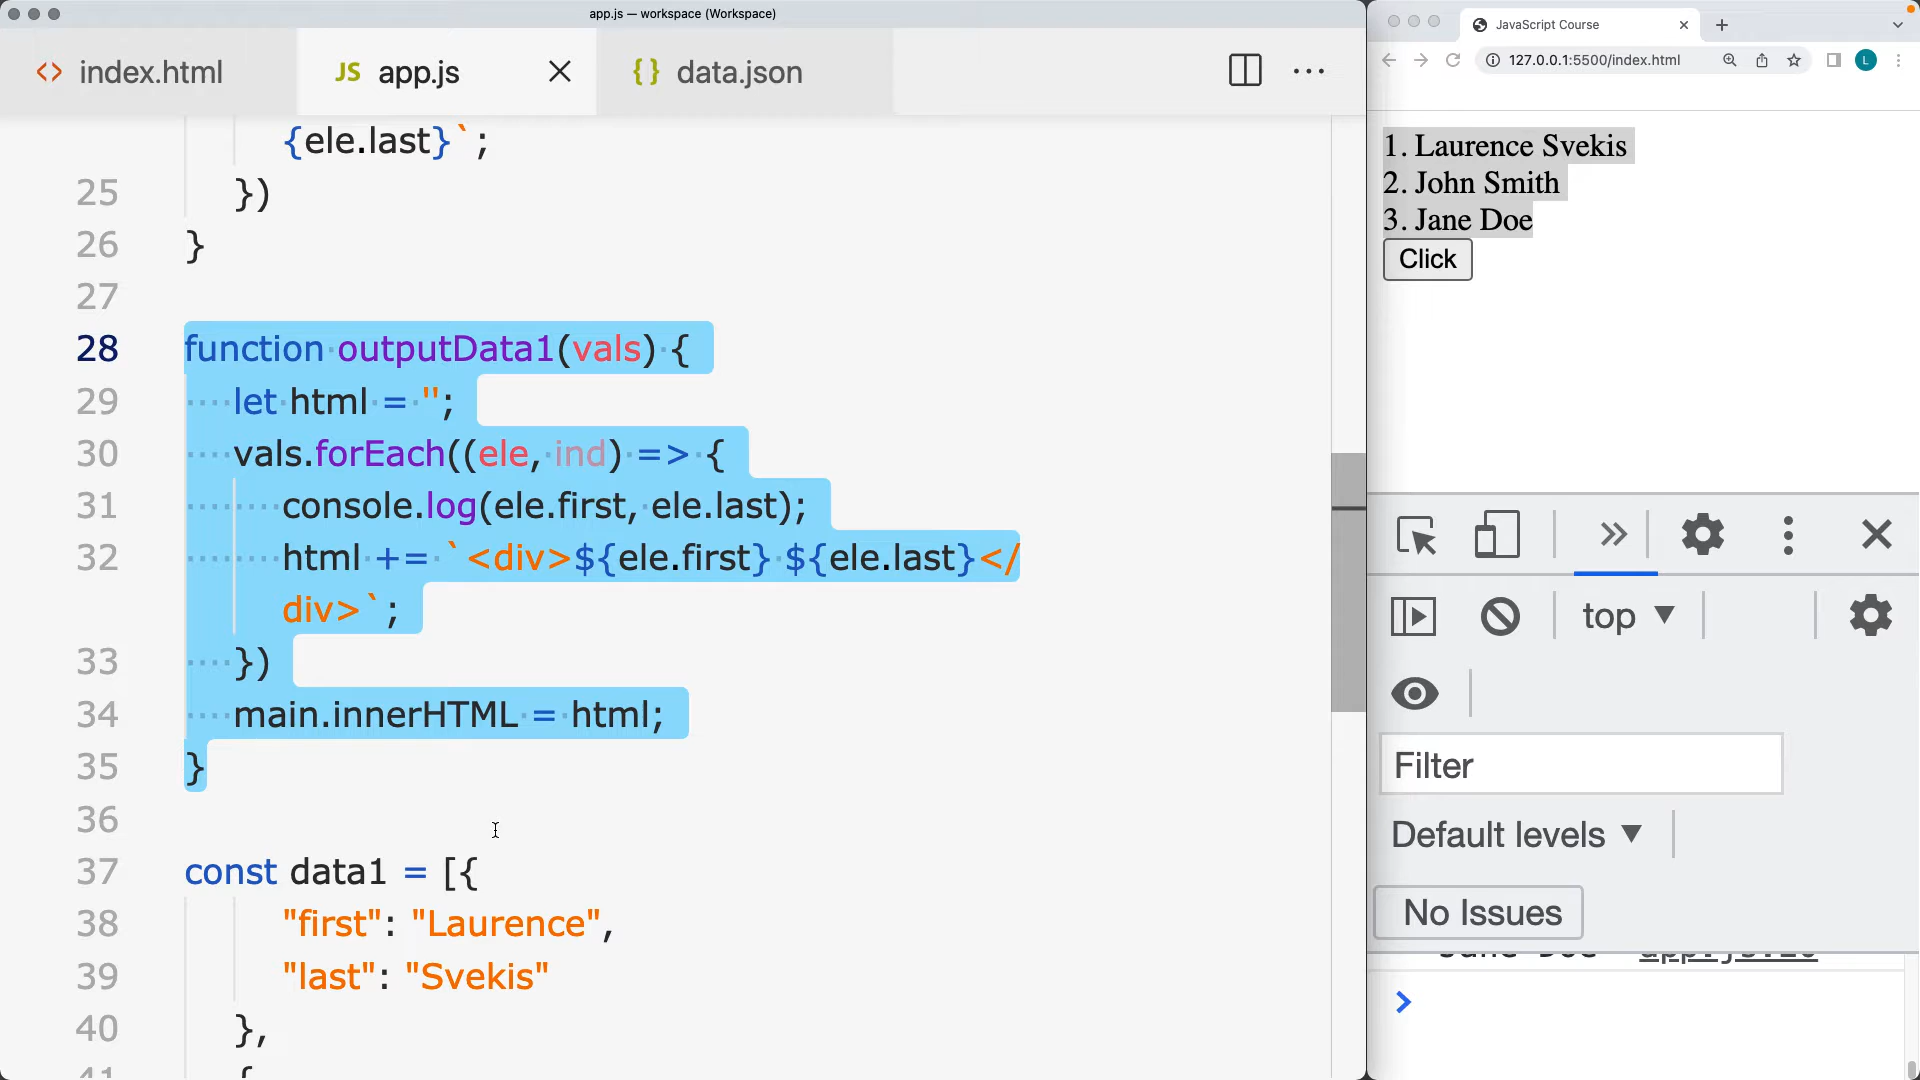 app.js — workspace (Workspace)
index.html
JS app.js
{} data.json
{ele.last}`;
25 })
26 }
27
28 function outputData1(vals) {
29 let html = '';
30 vals.forEach((ele, ind) => {
31 console.log(ele.first, ele.last);
32 html += `<div>${ele.first} ${ele.last}</
div>`;
33 })
34 main.innerHTML = html;
35 }
36
37 const data1 = [{
38 "first": "Laurence",
39 "last": "Svekis"
40 },
41 {
JavaScript Course
127.0.0.1:5500/index.html
L
1. Laurence Svekis
2. John Smith
3. Jane Doe
Click
top
Filter
Default levels
No Issues
Jane Doe